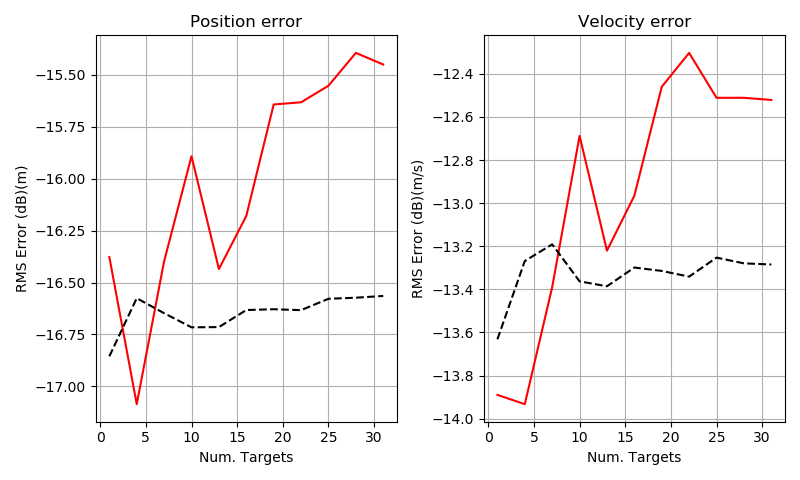 Position error
RMS Error (dB)(m)
−15.50
−15.75
−16.00
−16.25
−16.50
−16.75
−17.00
0 5 10 15 20 25 30
Num. Targets
Velocity error
RMS Error (dB)(m/s)
−12.4
−12.6
−12.8
−13.0
−13.2
−13.4
−13.6
−13.8
−14.0
0 5 10 15 20 25 30
Num. Targets